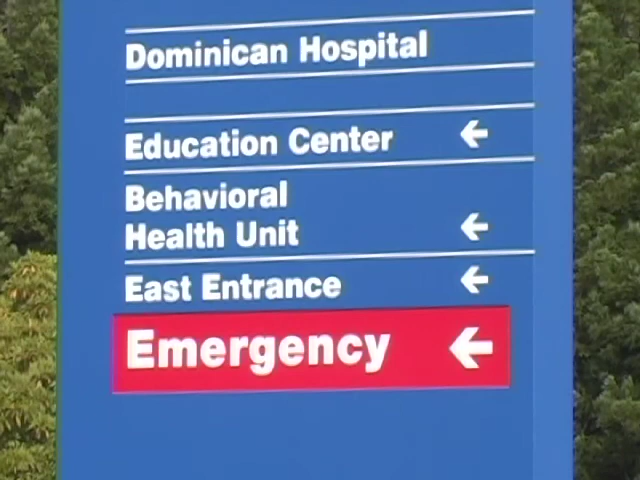 Dominican Hospital
Education Center ←
Behavioral
Health Unit ←
East Entrance ←
Emergency ←